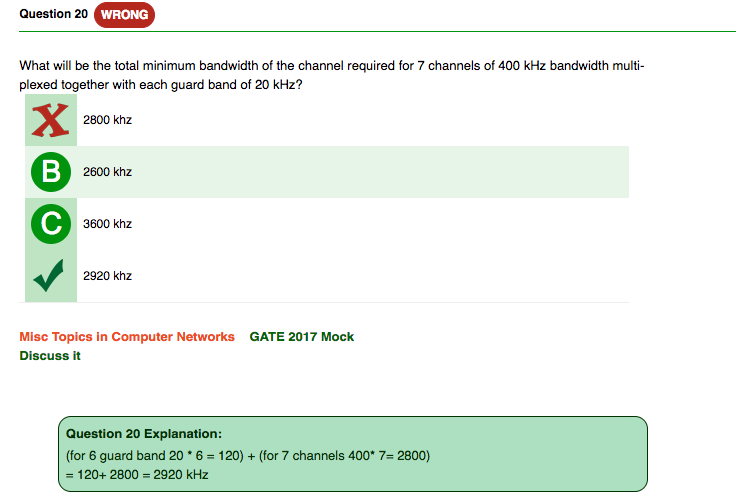 Question 20 WRONG
What will be the total minimum bandwidth of the channel required for 7 channels of 400 kHz bandwidth multi-
plexed together with each guard band of 20 kHz?
X 2800 khz
B 2600 khz
C 3600 khz
2920 khz
Misc Topics in Computer Networks GATE 2017 Mock
Discuss it
Question 20 Explanation:
(for 6 guard band 20 * 6 = 120) + (for 7 channels 400* 7= 2800)
= 120+ 2800 = 2920 kHz